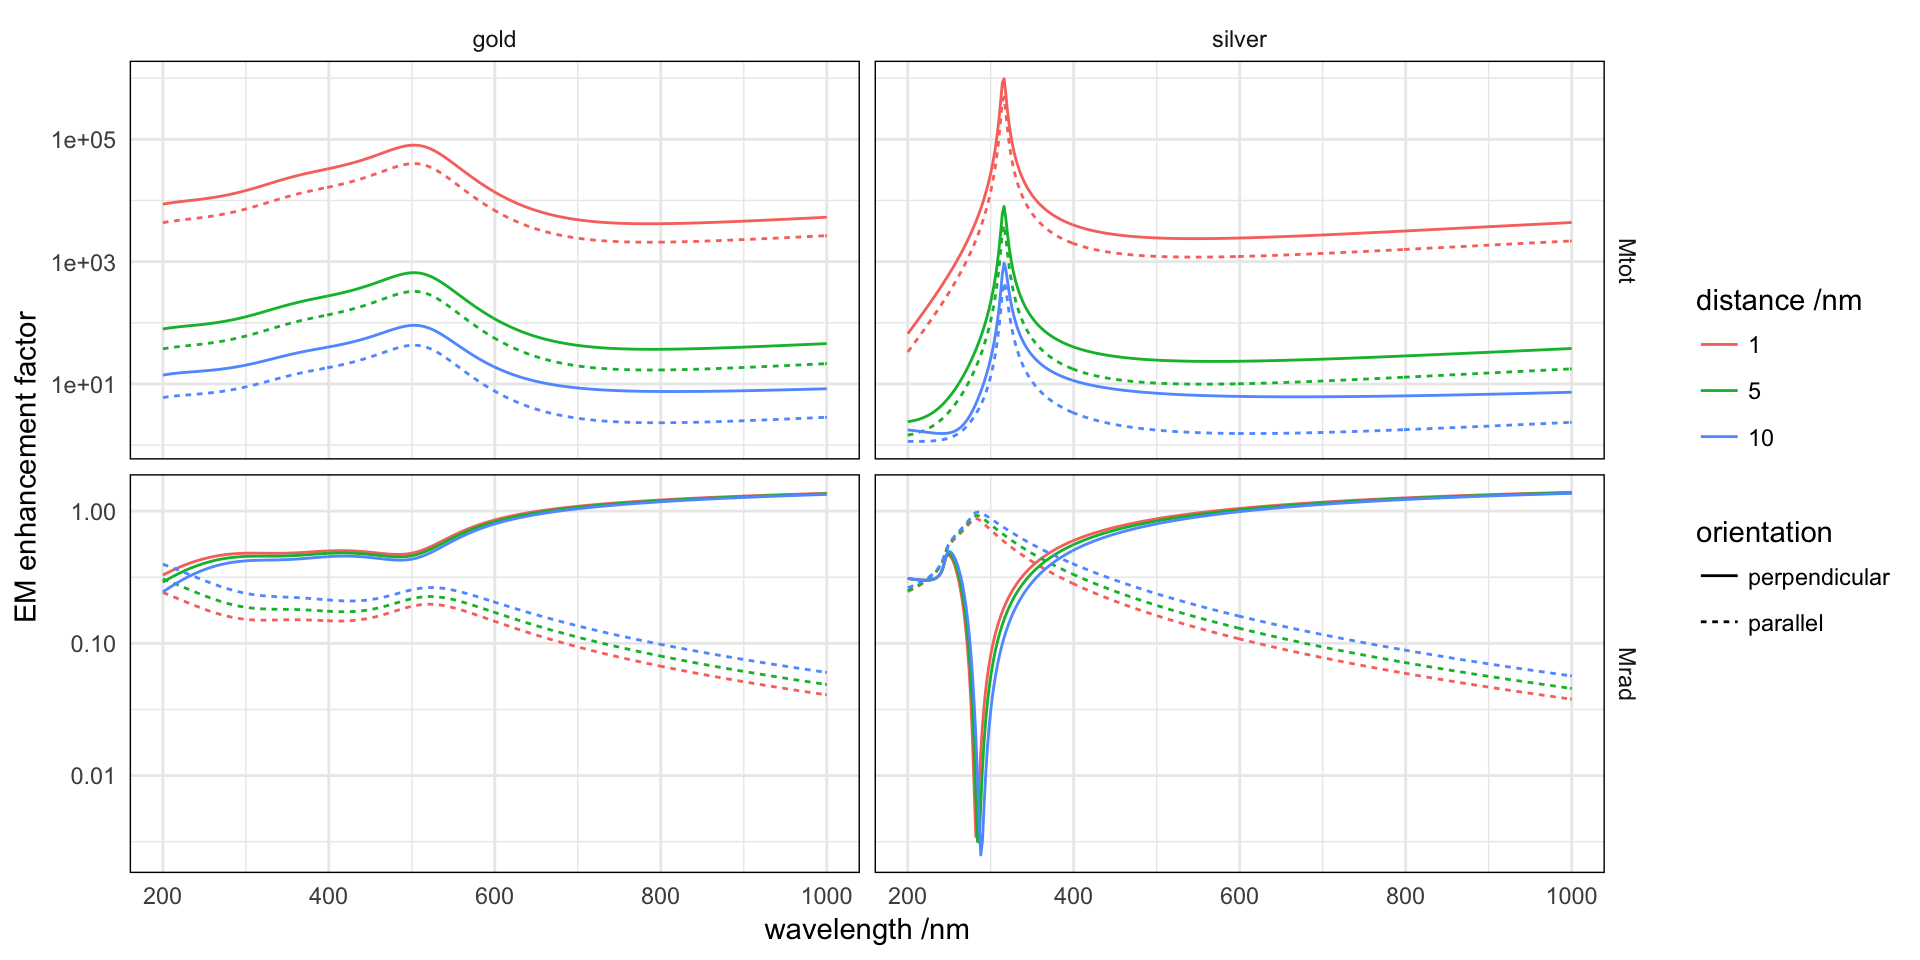 gold
silver
1e+05
1e+03
1e+01
Mtot
1.00
0.10
0.01
Mrad
200
400
600
800
1000
200
400
600
800
1000
wavelength /nm
EM enhancement factor
distance /nm
1
5
10
orientation
perpendicular
parallel